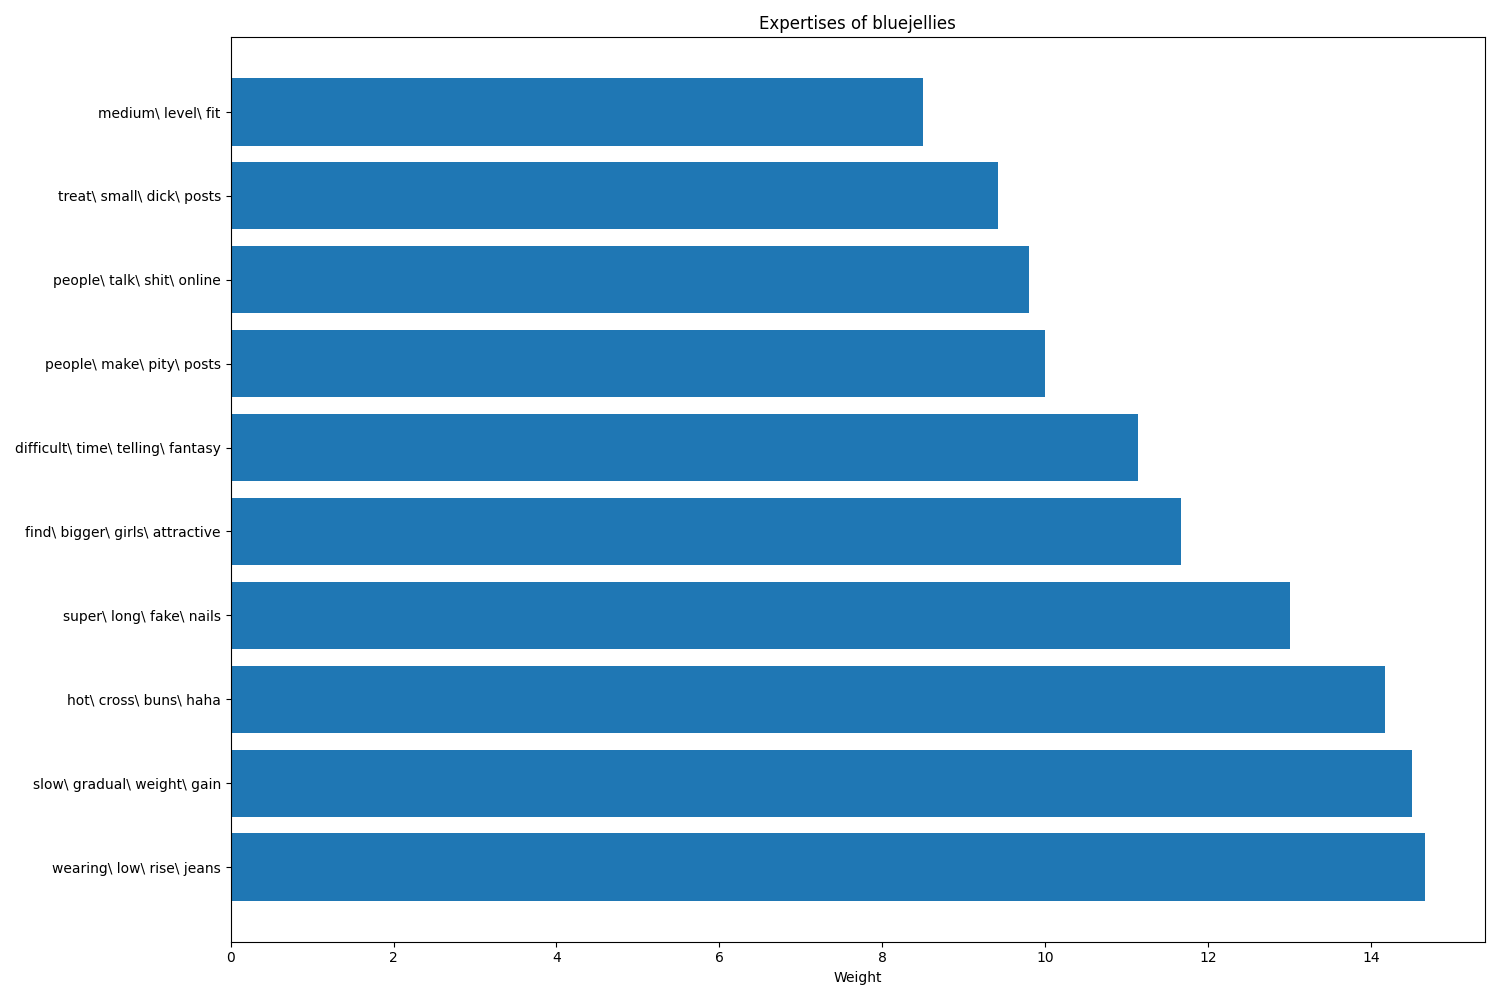 Expertises of bluejellies
medium\ level\ fit
treat\ small\ dick\ posts
people\ talk\ shit\ online
people\ make\ pity\ posts
difficult\ time\ telling\ fantasy
find\ bigger\ girls\ attractive
super\ long\ fake\ nails
hot\ cross\ buns\ haha
slow\ gradual\ weight\ gain
wearing\ low\ rise\ jeans
0 2 4 6 8 10 12 14
Weight